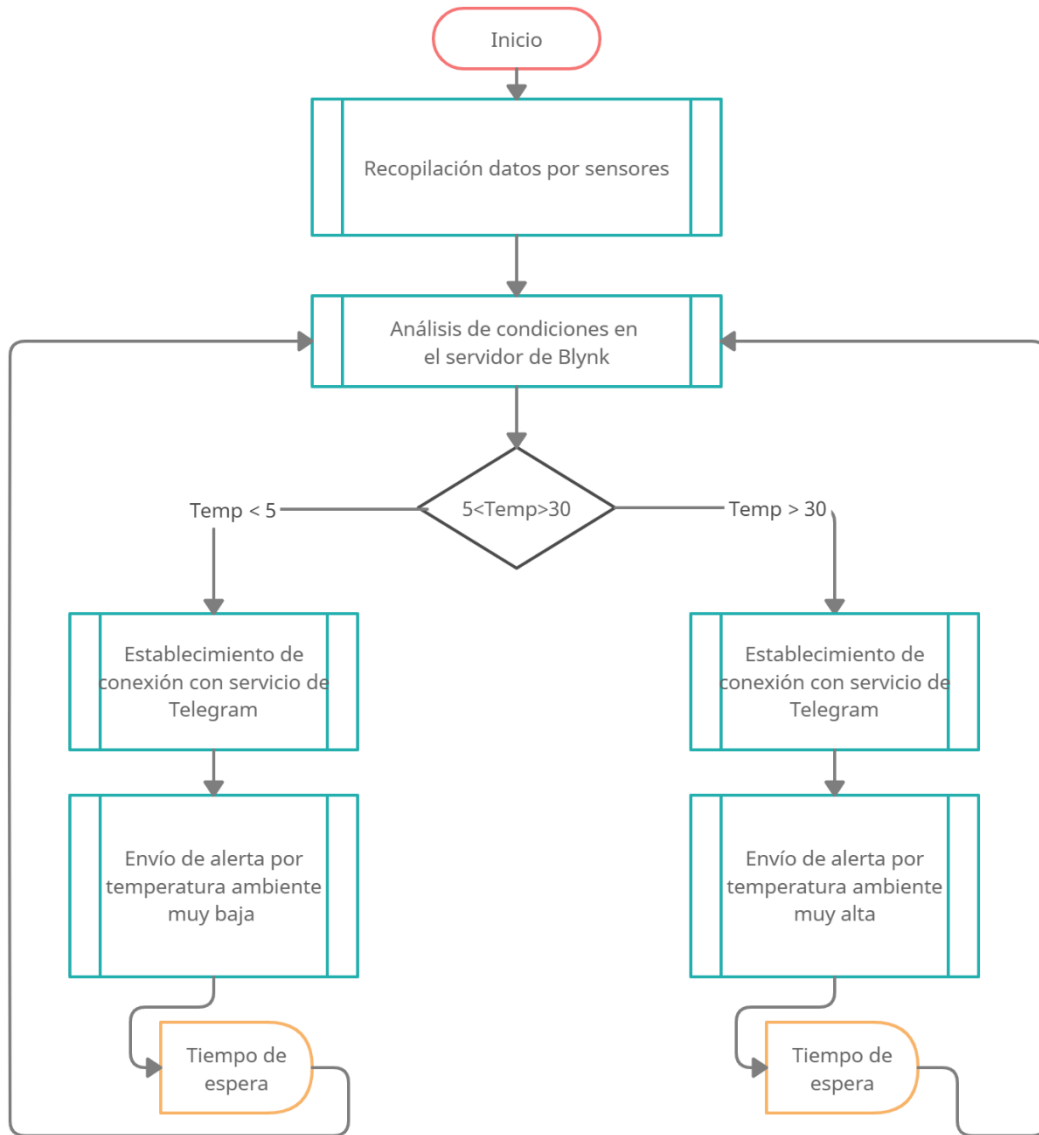 Inicio
Recopilación datos por sensores
Análisis de condiciones en
el servidor de Blynk
5<Temp>30
Temp < 5
Temp > 30
Establecimiento de
conexión con servicio de
Telegram
Establecimiento de
conexión con servicio de
Telegram
Envío de alerta por
temperatura ambiente
muy baja
Envío de alerta por
temperatura ambiente
muy alta
Tiempo de
espera
Tiempo de
espera